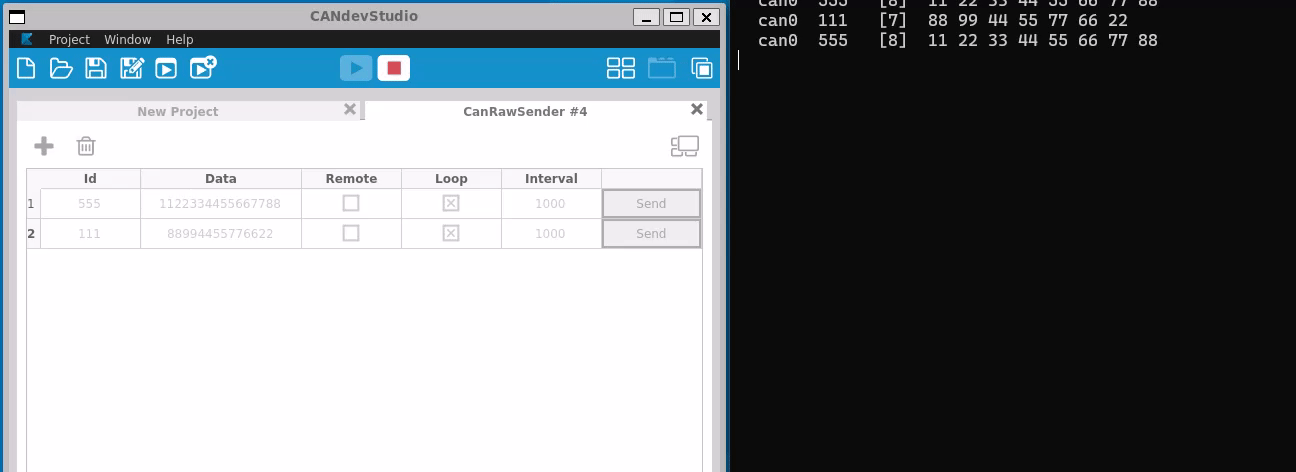 CANdevStudio
Project Window Help
New Project
CanRawSender #4
Id Data Remote Loop Interval
1 555 1122334455667788 1000 Send
2 111 88994455776622 1000 Send
can0 555 [8] 11 22 33 44 55 66 77 88
can0 111 [7] 88 99 44 55 77 66 22
can0 555 [8] 11 22 33 44 55 66 77 88